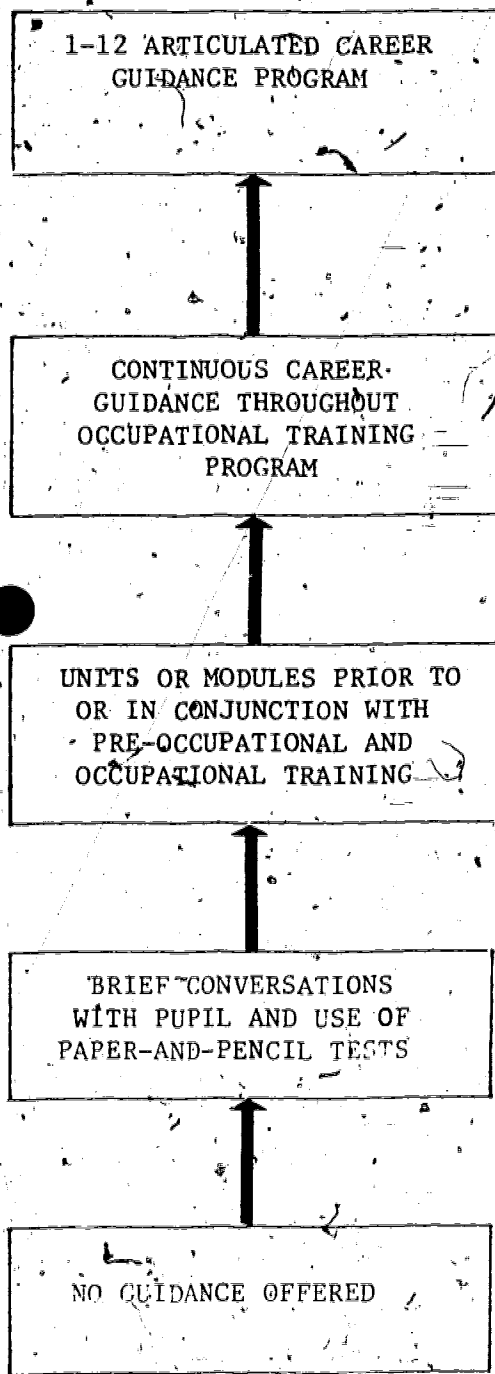 1-12 ARTICULATED CAREER
GUIDANCE PROGRAM
CONTINUOUS CAREER
GUIDANCE THROUGHOUT
OCCUPATIONAL TRAINING
PROGRAM
UNITS OR MODULES PRIOR TO
OR IN CONJUNCTION WITH
PRE-OCCUPATIONAL AND
OCCUPATIONAL TRAINING
BRIEF CONVERSATIONS
WITH PUPIL AND USE OF
PAPER-AND-PENCIL TESTS
NO GUIDANCE OFFERED